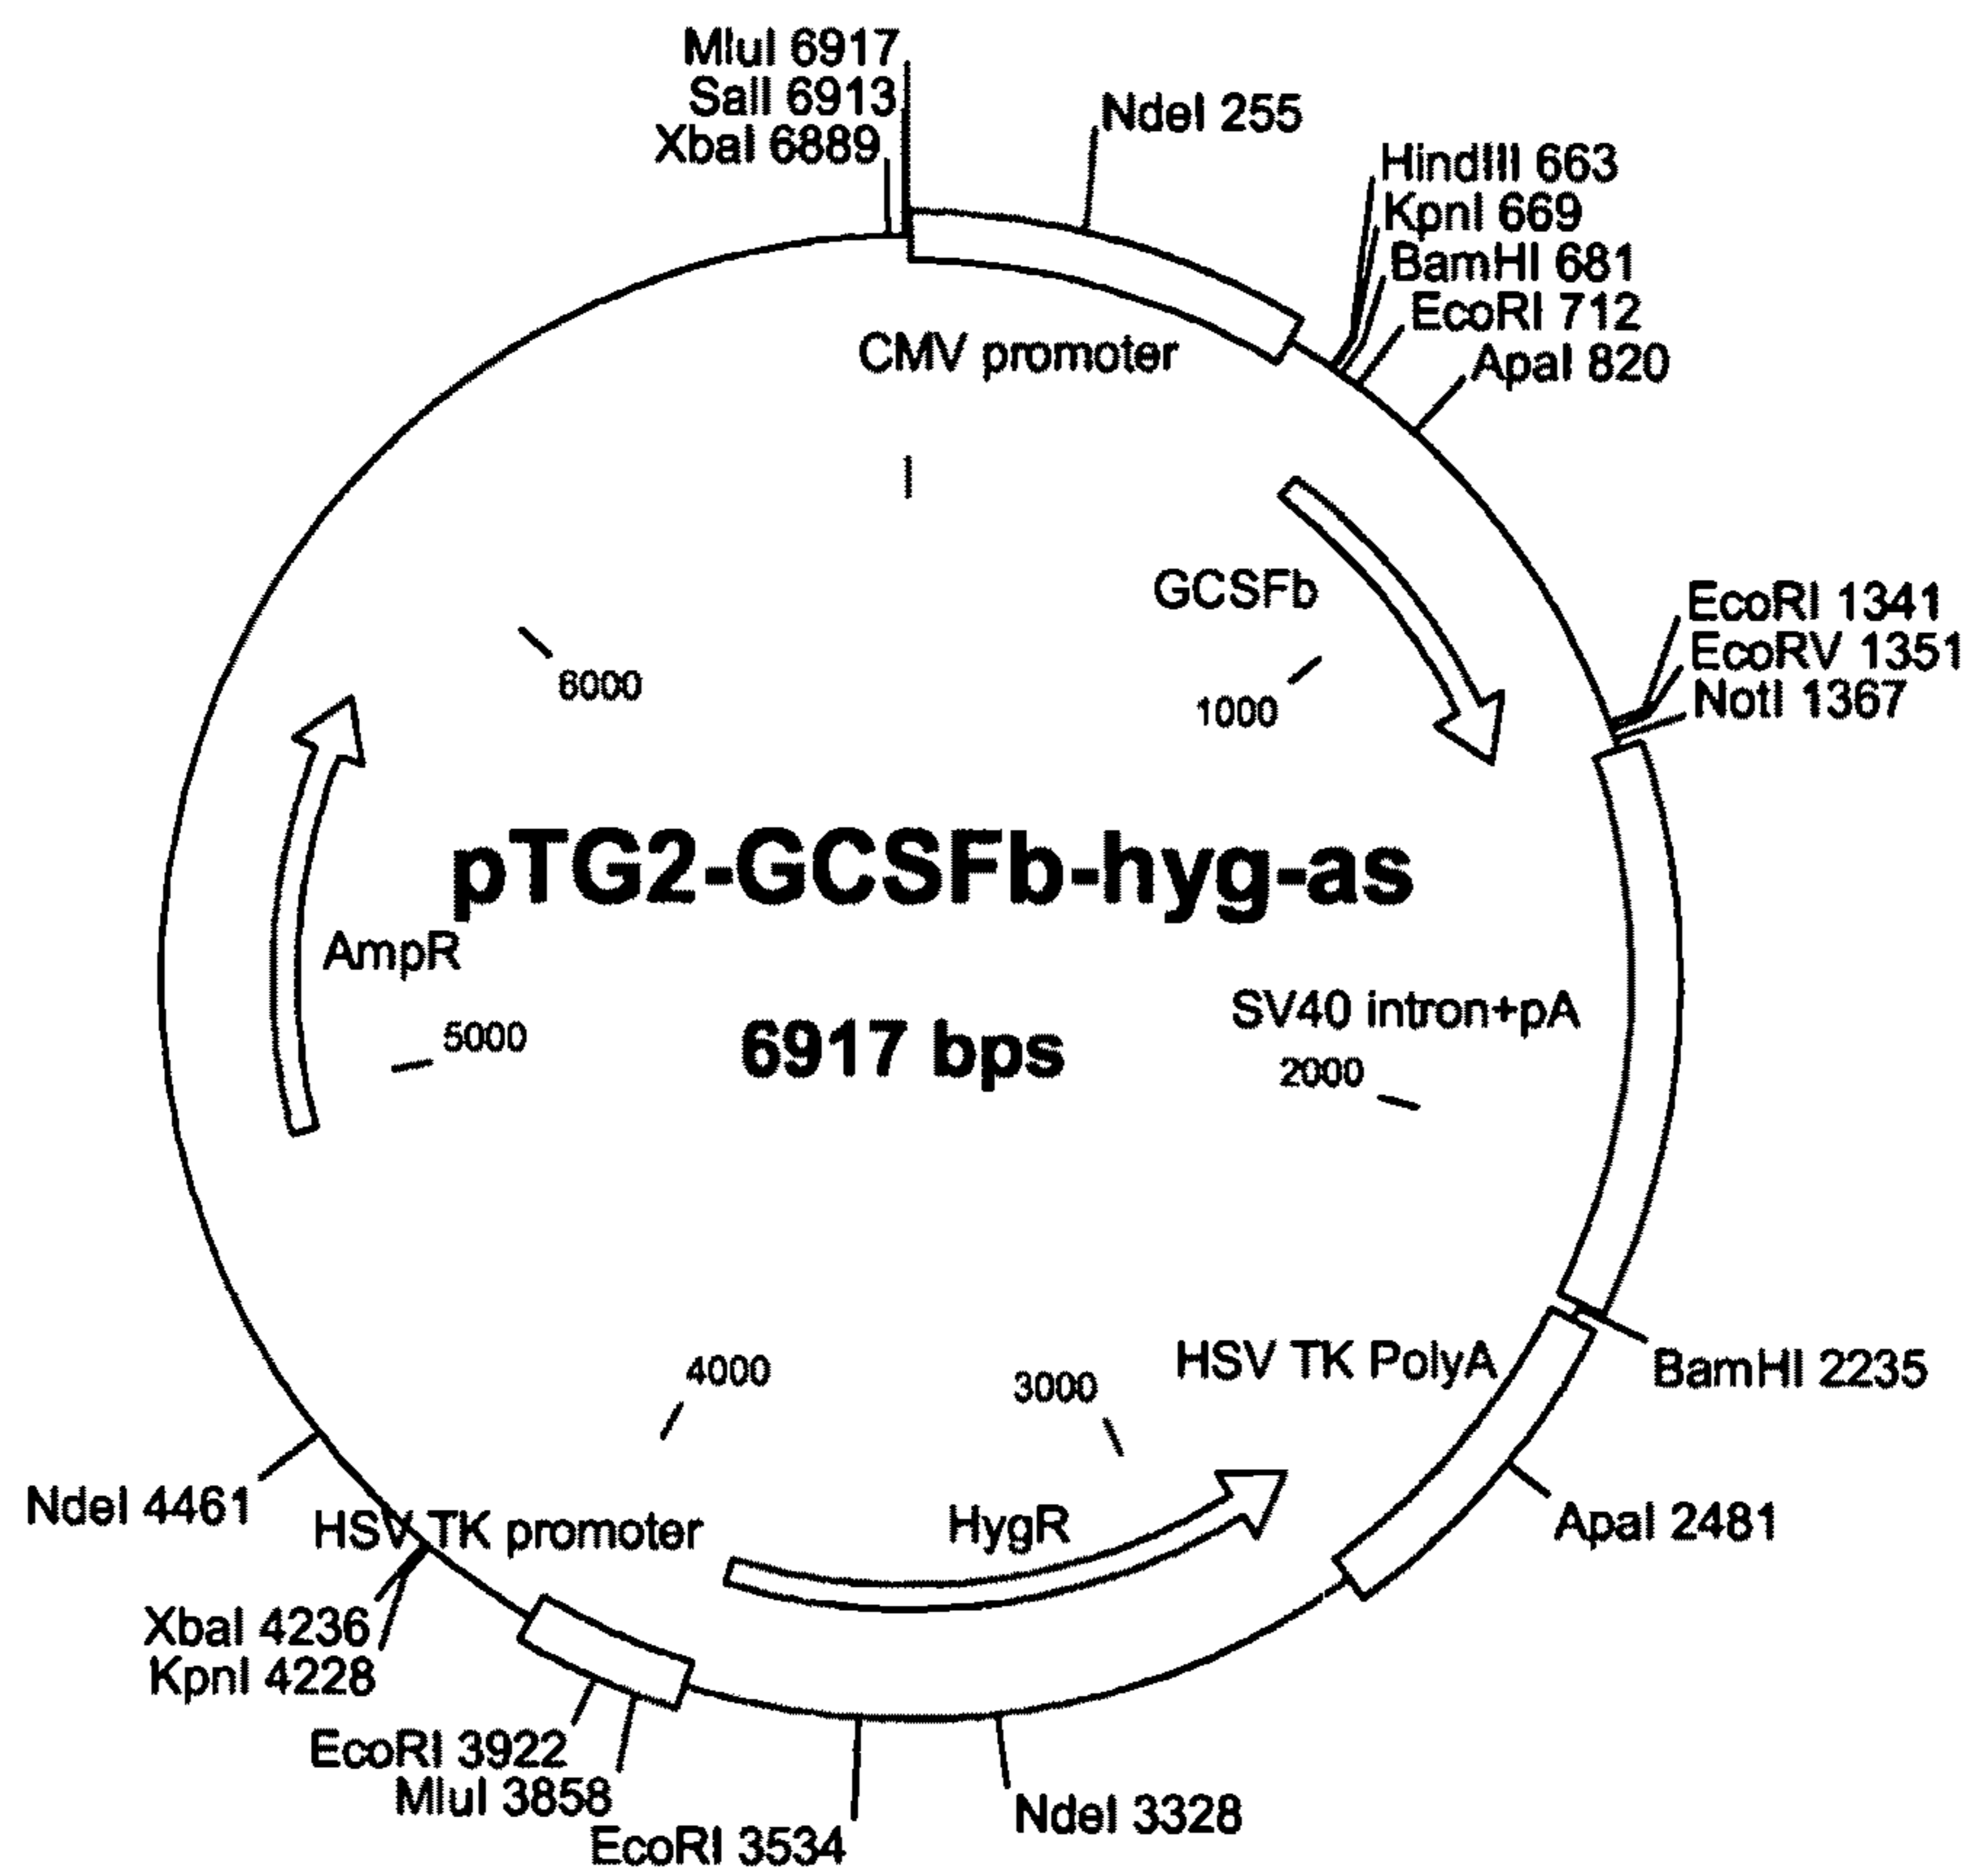 MluI 6917
SalI 6913
XbaI 6889
NdeI 255
HindIII 663
KpnI 669
BamHI 681
EcoRI 712
ApaI 820
CMV promoter
GCSFb
EcoRI 1341
EcoRV 1351
NotI 1367
6000
1000
pTG2-GCSFb-hyg-as
AmpR
5000
6917 bps
SV40 intron+pA
2000
4000
3000
HSV TK PolyA
BamHI 2235
NdeI 4461
HSV TK promoter
HygR
ApaI 2481
XbaI 4236
KpnI 4228
EcoRI 3922
MluI 3858
EcoRI 3534
NdeI 3328